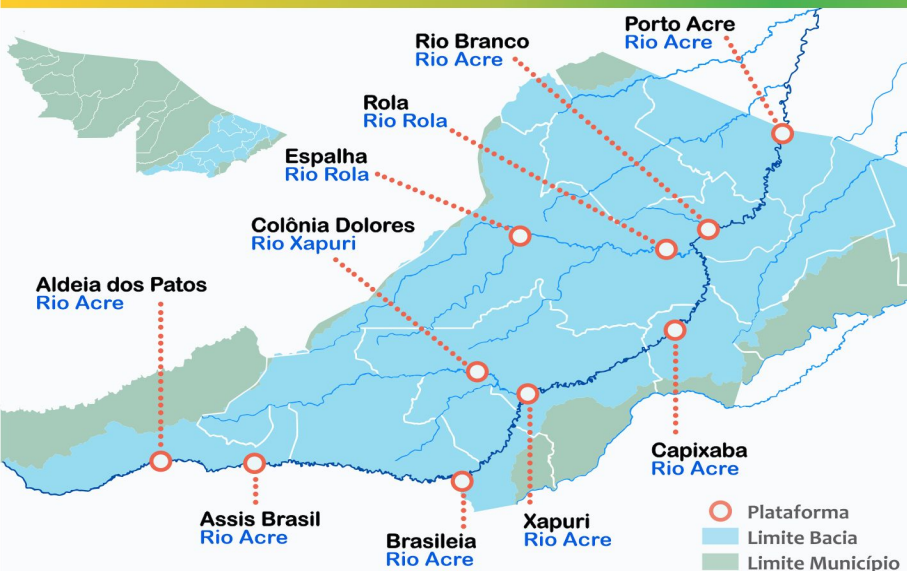 Porto Acre
Rio Acre
Rio Branco
Rio Acre
Rola
Rio Rola
Espalha
Rio Rola
Colônia Dolores
Rio Xapuri
Aldeia dos Patos
Rio Acre
Capixaba
Rio Acre
Assis Brasil
Rio Acre
Brasileia
Rio Acre
Xapuri
Rio Acre
Plataforma
Limite Bacia
Limite Município